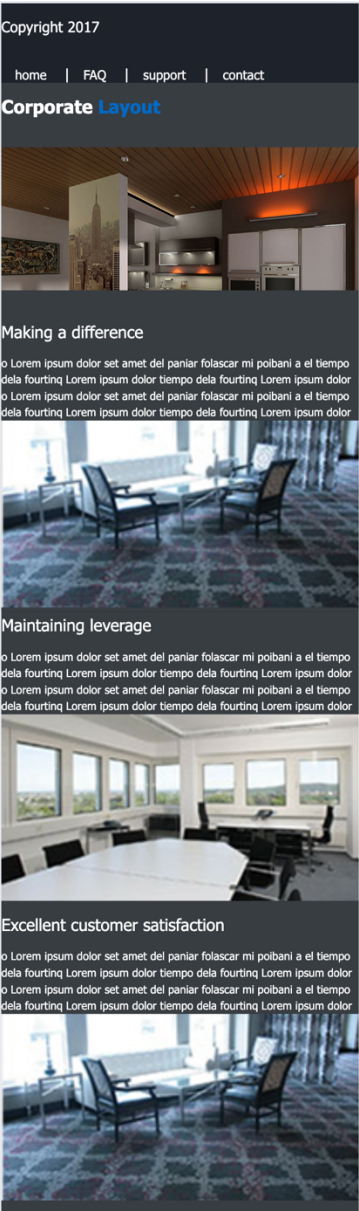 Copyright 2017
home | FAQ | support | contact
Corporate Layout
Making a difference
o Lorem ipsum dolor set amet del paniar folascar mi poibani a el tiempo
dela fourtinq Lorem ipsum dolor tiempo dela fourtinq Lorem ipsum dolor
o Lorem ipsum dolor set amet del paniar folascar mi poibani a el tiempo
dela fourtinq Lorem ipsum dolor tiempo dela fourtinq Lorem ipsum dolor
Maintaining leverage
o Lorem ipsum dolor set amet del paniar folascar mi poibani a el tiempo
dela fourtinq Lorem ipsum dolor tiempo dela fourtinq Lorem ipsum dolor
o Lorem ipsum dolor set amet del paniar folascar mi poibani a el tiempo
dela fourtinq Lorem ipsum dolor tiempo dela fourtinq Lorem ipsum dolor
Excellent customer satisfaction
o Lorem ipsum dolor set amet del paniar folascar mi poibani a el tiempo
dela fourtinq Lorem ipsum dolor tiempo dela fourtinq Lorem ipsum dolor
o Lorem ipsum dolor set amet del paniar folascar mi poibani a el tiempo
dela fourtinq Lorem ipsum dolor tiempo dela fourtinq Lorem ipsum dolor